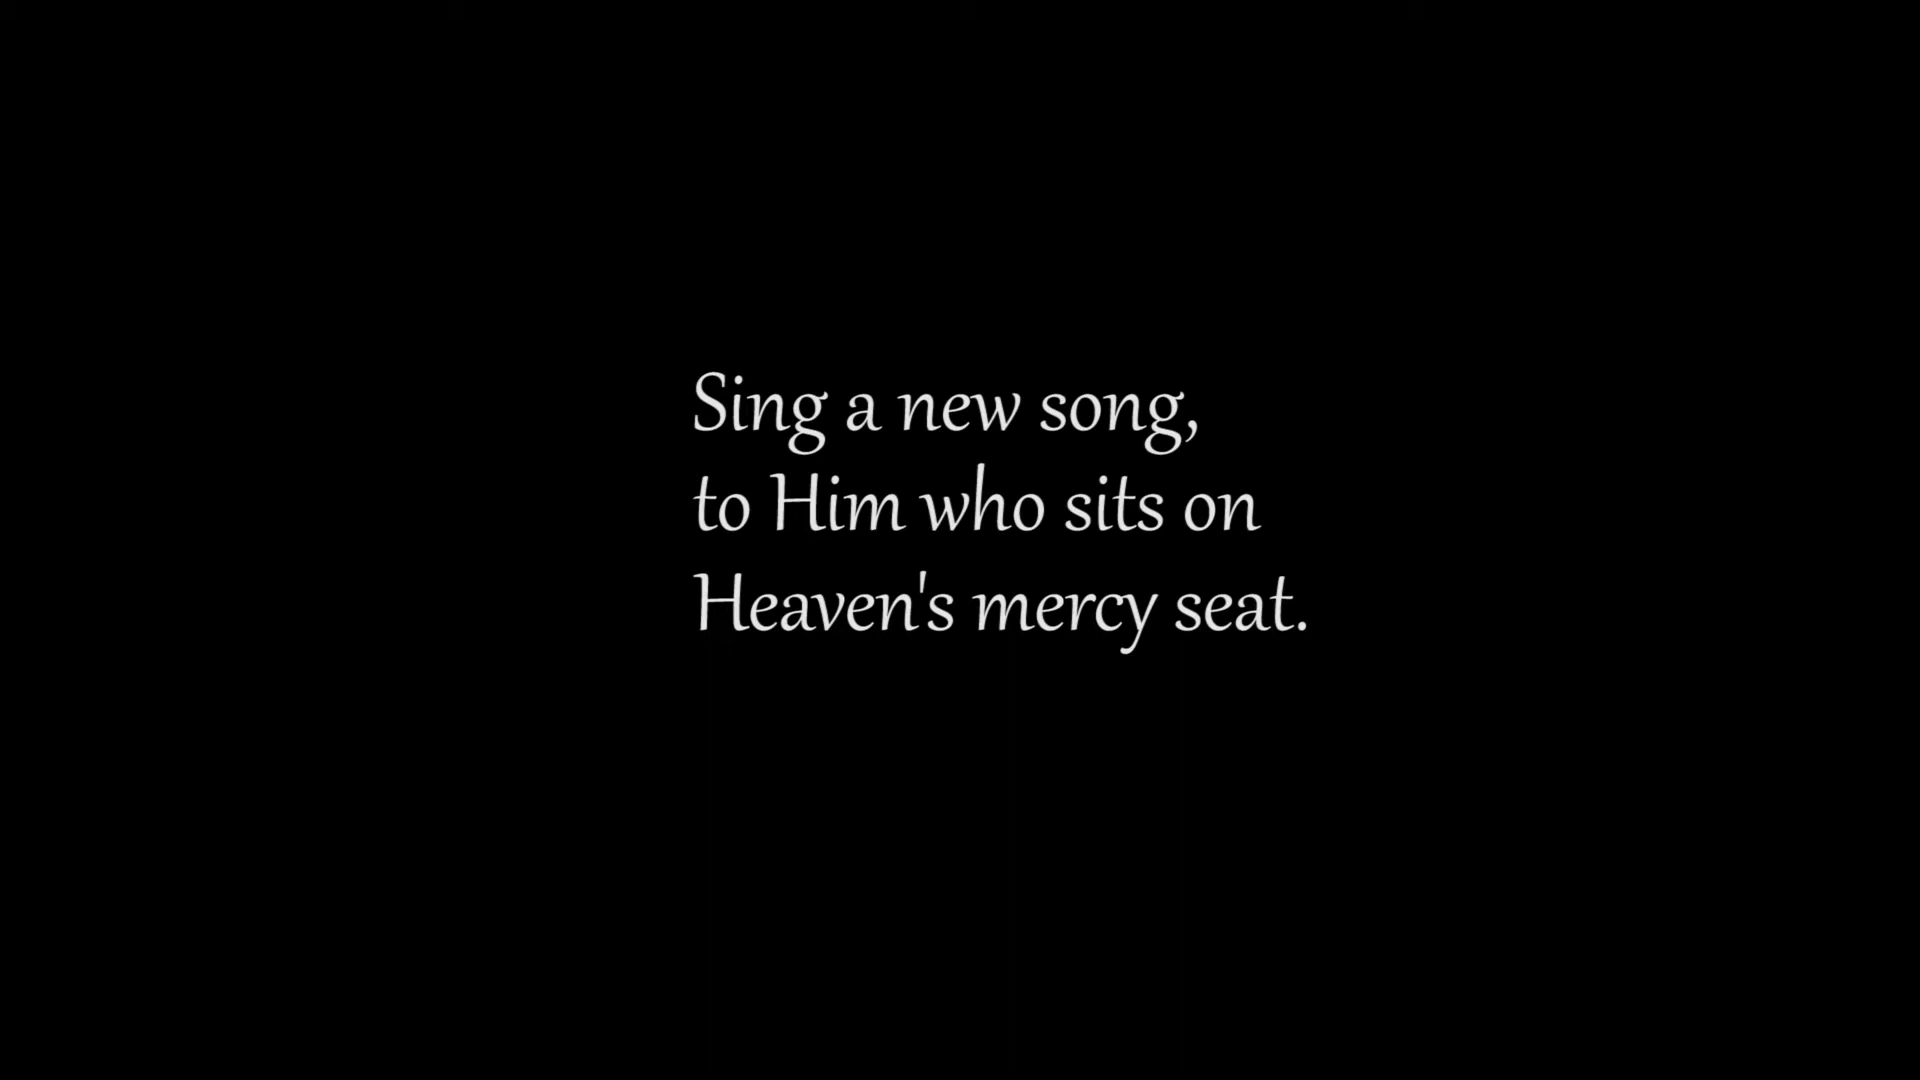 Sing a new song,
to Him who sits on
Heaven's mercy seat.